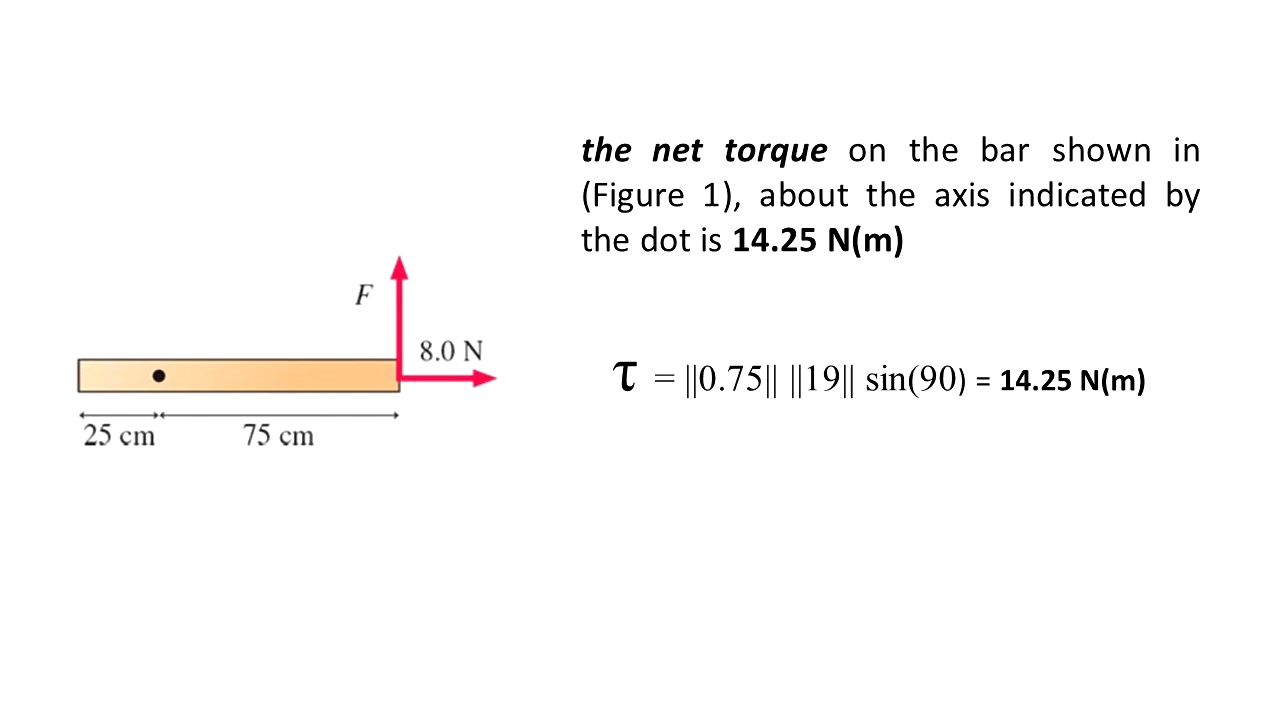 the net torque on the bar shown in
(Figure 1), about the axis indicated by
the dot is 14.25 N(m)
F
8.0 N
25 cm
75 cm
τ = ||0.75|| ||19|| sin(90) = 14.25 N(m)